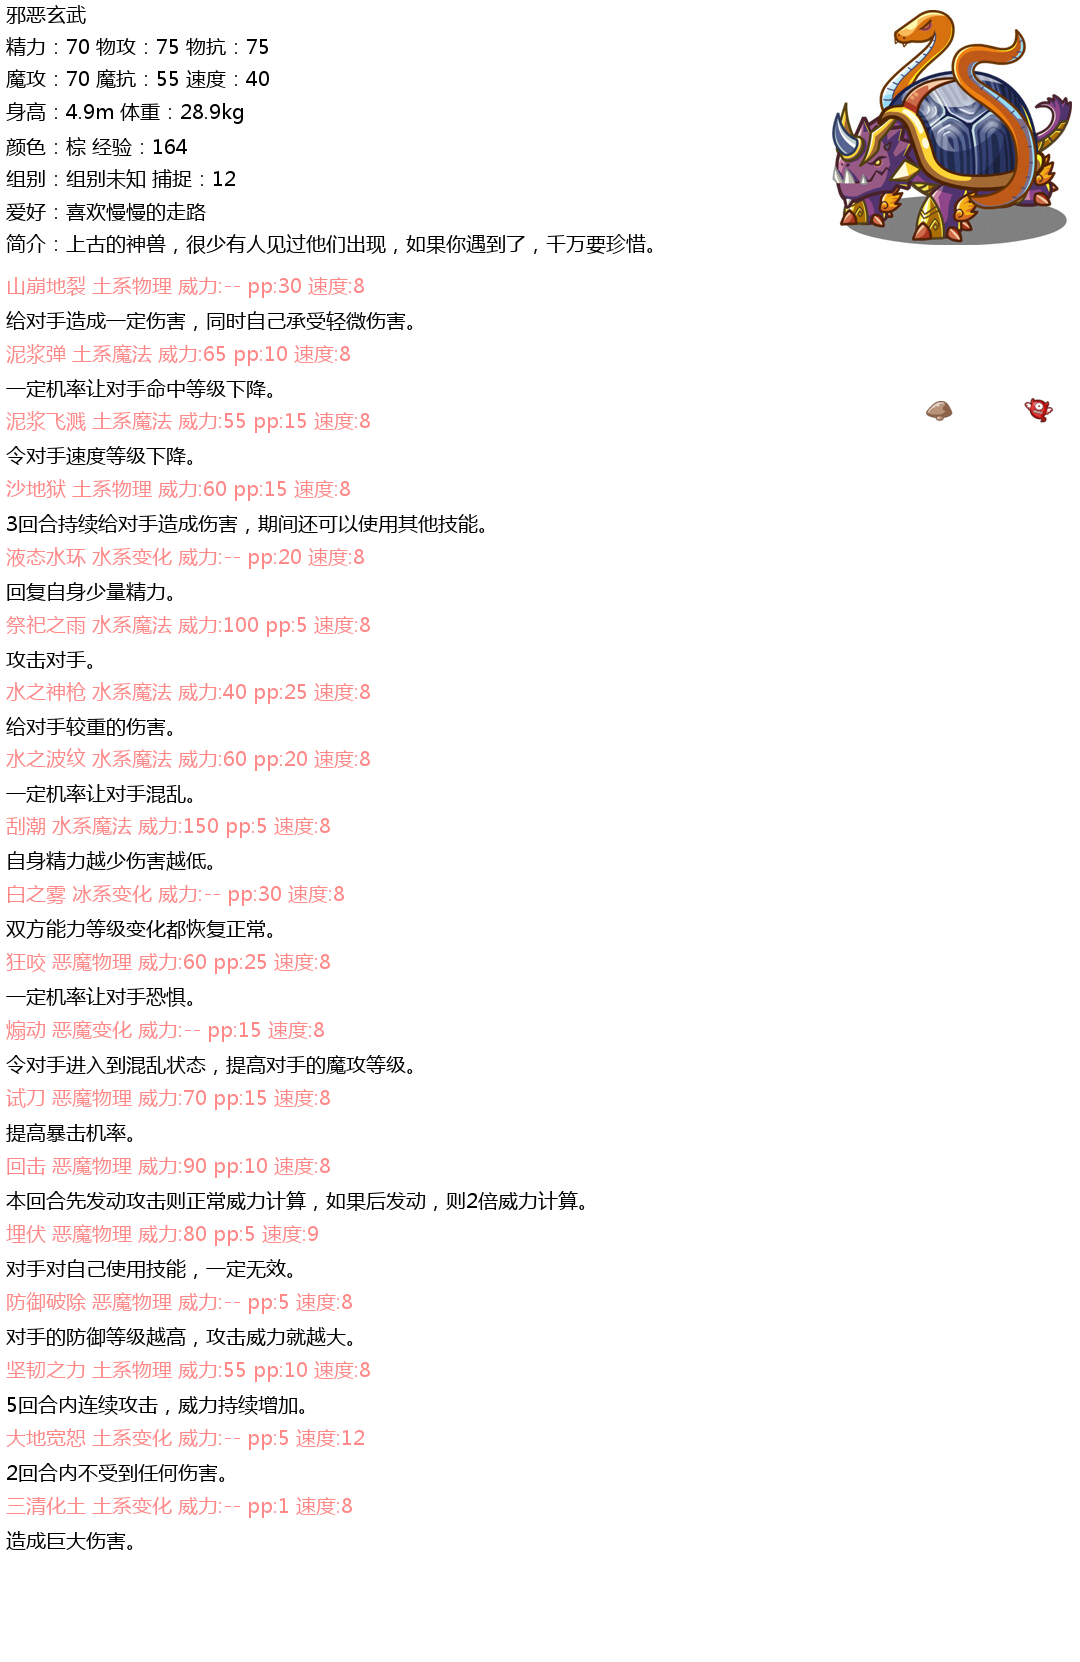 邪恶玄武
精力：70 物攻：75 物抗：75
魔攻：70 魔抗：55 速度：40
身高：4.9m 体重：28.9kg
颜色：棕 经验：164
组别：组别未知 捕捉：12
爱好：喜欢慢慢的走路
简介：上古的神兽，很少有人见过他们出现，如果你遇到了，千万要珍惜。
山崩地裂 土系物理 威力:-- pp:30 速度:8
给对手造成一定伤害，同时自己承受轻微伤害。
泥浆弹 土系魔法 威力:65 pp:10 速度:8
一定机率让对手命中等级下降。
泥浆飞溅 土系魔法 威力:55 pp:15 速度:8
令对手速度等级下降。
沙地狱 土系物理 威力:60 pp:15 速度:8
3回合持续给对手造成伤害，期间还可以使用其他技能。
液态水环 水系变化 威力:-- pp:20 速度:8
回复自身少量精力。
祭祀之雨 水系魔法 威力:100 pp:5 速度:8
攻击对手。
水之神枪 水系魔法 威力:40 pp:25 速度:8
给对手较重的伤害。
水之波纹 水系魔法 威力:60 pp:20 速度:8
一定机率让对手混乱。
刮潮 水系魔法 威力:150 pp:5 速度:8
自身精力越少伤害越低。
白之雾 冰系变化 威力:-- pp:30 速度:8
双方能力等级变化都恢复正常。
狂咬 恶魔物理 威力:60 pp:25 速度:8
一定机率让对手恐惧。
煽动 恶魔变化 威力:-- pp:15 速度:8
令对手进入到混乱状态，提高对手的魔攻等级。
试刀 恶魔物理 威力:70 pp:15 速度:8
提高暴击机率。
回击 恶魔物理 威力:90 pp:10 速度:8
本回合先发动攻击则正常威力计算，如果后发动，则2倍威力计算。
埋伏 恶魔物理 威力:80 pp:5 速度:9
对手对自己使用技能，一定无效。
防御破除 恶魔物理 威力:-- pp:5 速度:8
对手的防御等级越高，攻击威力就越大。
坚韧之力 土系物理 威力:55 pp:10 速度:8
5回合内连续攻击，威力持续增加。
大地宽恕 土系变化 威力:-- pp:5 速度:12
2回合内不受到任何伤害。
三清化土 土系变化 威力:-- pp:1 速度:8
造成巨大伤害。